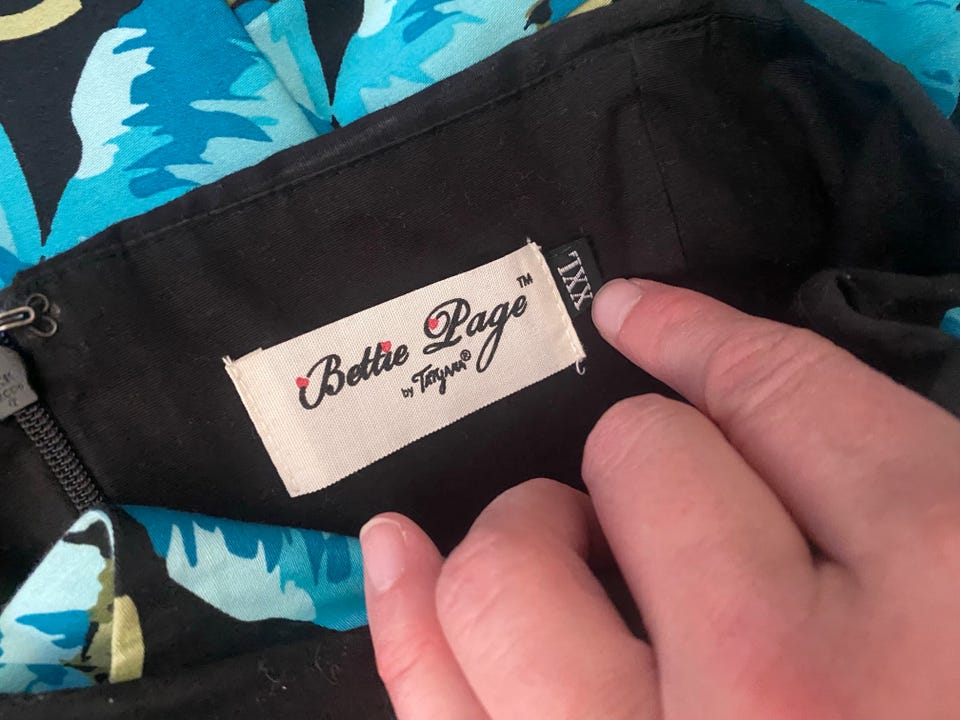 Bettie Page™
by TATYANA®
XXL